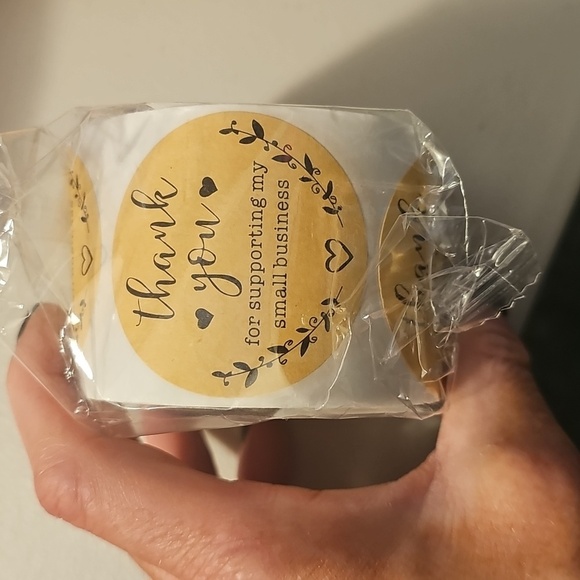 thank
you
for supporting my
small business